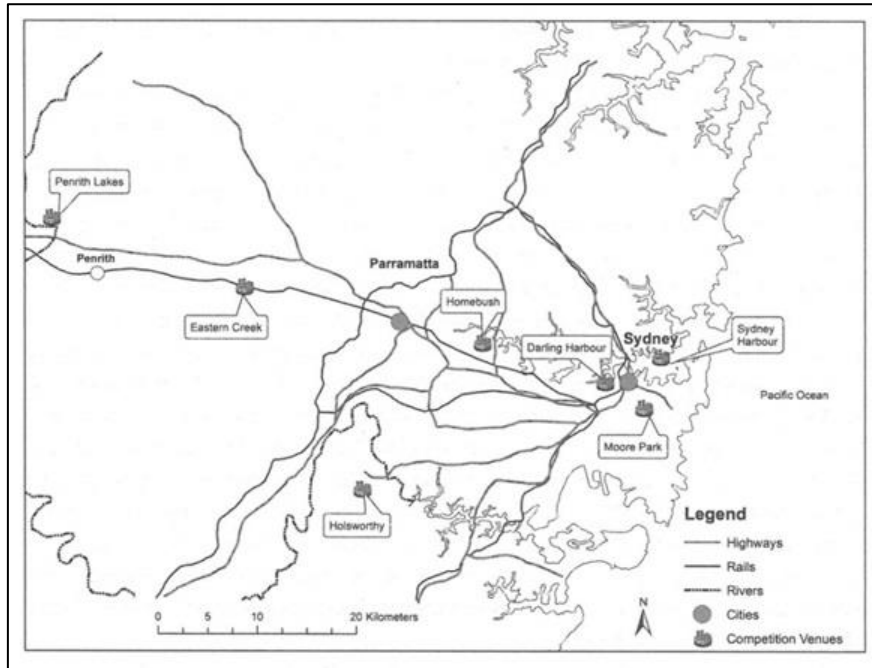 Penrith Lakes
Penrith
Parramatta
Eastern Creek
Homebush
Darling Harbour
Sydney
Sydney
Harbour
Pacific Ocean
Moore Park
Holsworthy
Legend
Highways
Rails
Rivers
Cities
Competition Venues
N
0 5 10 20 Kilometers